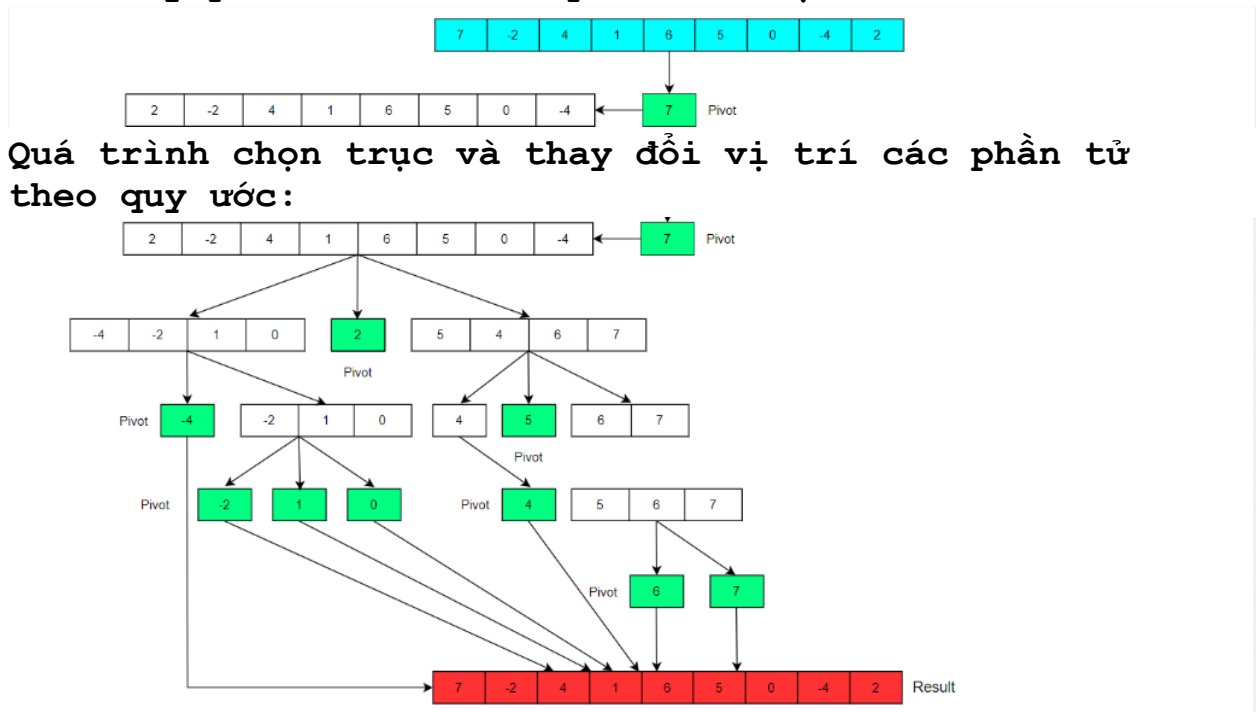 7 -2 4 1 6 5 0 -4 2
2 -2 4 1 6 5 0 -4 7 Pivot
Quá trình chọn trục và thay đổi vị trí các phần tử
theo quy ước:
2 -2 4 1 6 5 0 -4 7 Pivot
-4 -2 1 0 2 5 4 6 7
Pivot
Pivot -4 -2 1 0 4 5 6 7
Pivot
Pivot -2 1 0 Pivot 4 5 6 7
Pivot 6 7
7 -2 4 1 6 5 0 -4 2 Result